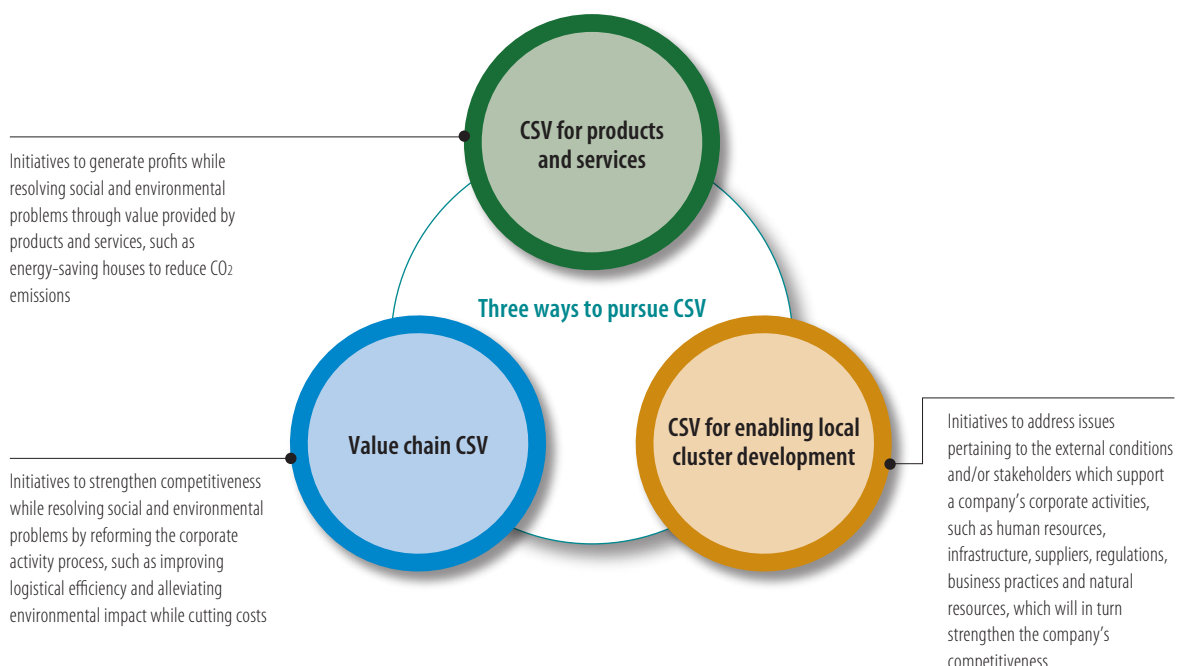 CSV for products
and services
Initiatives to generate profits while
resolving social and environmental
problems through value provided by
products and services, such as
energy-saving houses to reduce CO2
emissions
Three ways to pursue CSV
Value chain CSV
Initiatives to strengthen competitiveness
while resolving social and environmental
problems by reforming the corporate
activity process, such as improving
logistical efficiency and alleviating
environmental impact while cutting costs
CSV for enabling local
cluster development
Initiatives to address issues
pertaining to the external conditions
and/or stakeholders which support
a company's corporate activities,
such as human resources,
infrastructure, suppliers, regulations,
business practices and natural
resources, which will in turn
strengthen the company's
competitiveness